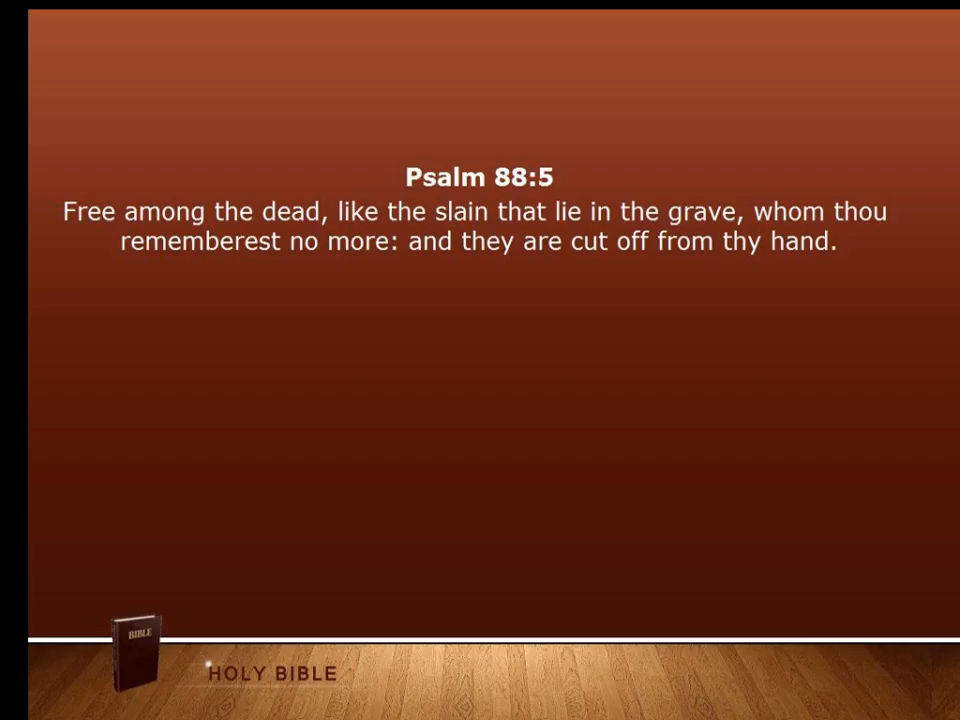 Psalm 88:5
Free among the dead, like the slain that lie in the grave, whom thou
rememberest no more: and they are cut off from thy hand.
BIBLE
HOLY BIBLE